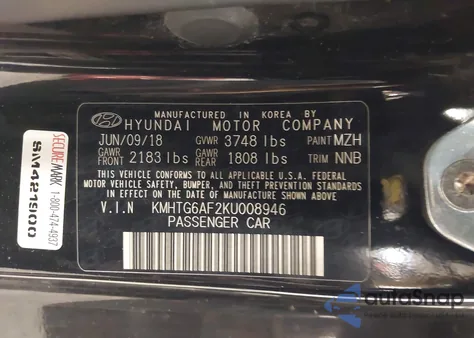 MANUFACTURED IN KOREA BY
HYUNDAI MOTOR COMPANY
JUN/09/18 GVWR 3748 lbs PAINT MZH
GAWR FRONT 2183 lbs GAWR REAR 1808 lbs TRIM NNB
THIS VEHICLE CONFORMS TO ALL APPLICABLE FEDERAL
MOTOR VEHICLE SAFETY, BUMPER, AND THEFT PREVENTION
STANDARDS IN EFFECT ON THE DATE OF MANUFACTURE
SHOWN ABOVE.
V.I.N KMHTG6AF2KU008946
PASSENGER CAR
SECUREMARK 1-800-474-4937
autoSnap